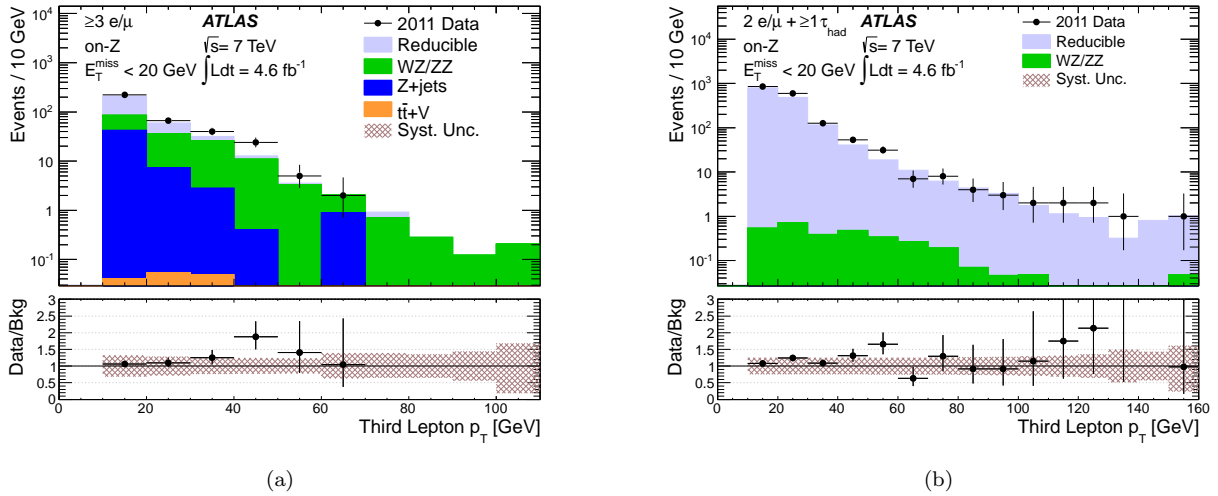 ≥3 e/μ ATLAS
on-Z √s= 7 TeV
E_T^miss < 20 GeV ∫Ldt = 4.6 fb⁻¹
2011 Data
Reducible
WZ/ZZ
Z+jets
tt̄+V
Syst. Unc.
Events / 10 GeV
10⁴
10³
10²
10
1
10⁻¹
Data/Bkg
3
2.5
2
1.5
1
0.5
0
0 20 40 60 80 100
Third Lepton p_T [GeV]
(a)
2 e/μ + ≥1 τ_had ATLAS
on-Z √s= 7 TeV
E_T^miss < 20 GeV ∫Ldt = 4.6 fb⁻¹
2011 Data
Reducible
WZ/ZZ
Syst. Unc.
Events / 10 GeV
10⁴
10³
10²
10
1
10⁻¹
Data/Bkg
3
2.5
2
1.5
1
0.5
0
0 20 40 60 80 100 120 140 160
Third Lepton p_T [GeV]
(b)